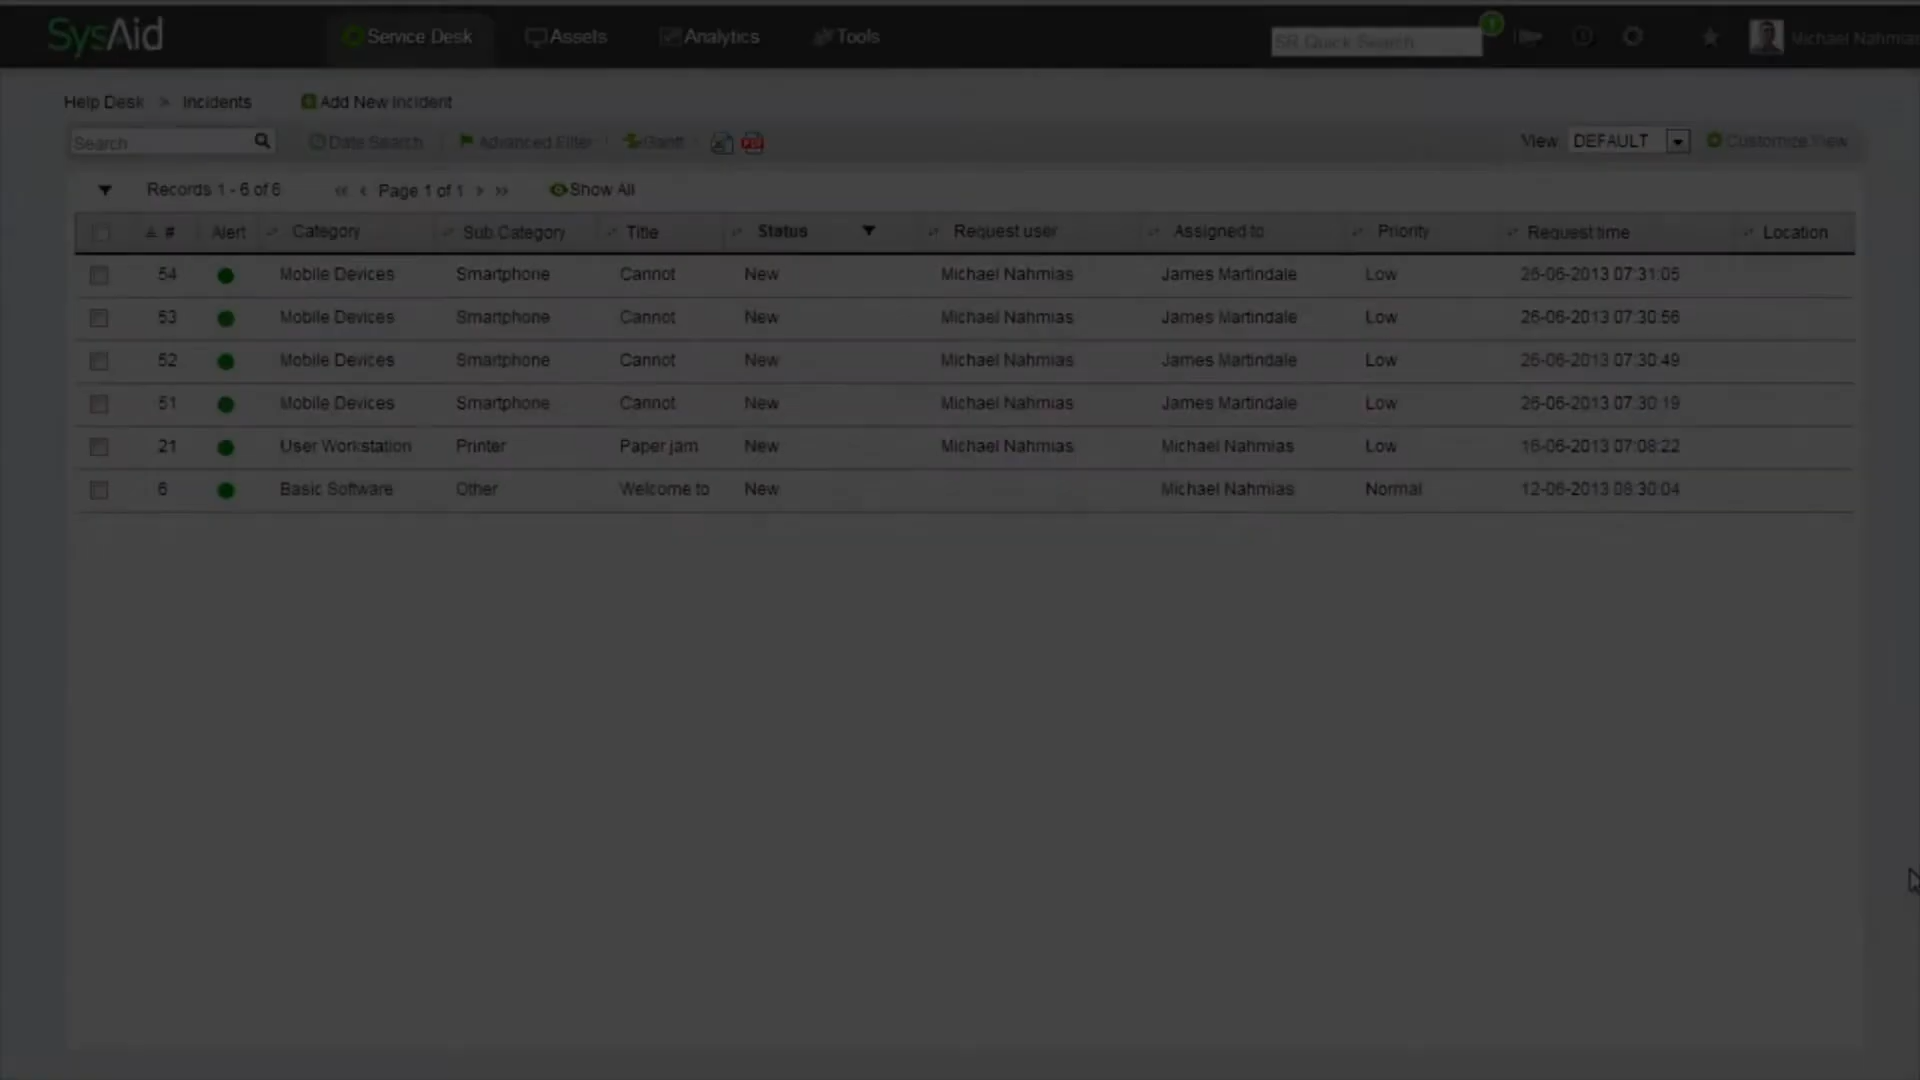 SysAid Service Desk Assets Analytics Tools SR Quick Search 1 Michael Nahmias
Help Desk > Incidents Add New Incident
Search Date Search Advanced Filter Gantt PDF View DEFAULT Customize View
Records 1 - 6 of 6 << < Page 1 of 1 > >> Show All
# Alert Category Sub Category Title Status Request user Assigned to Priority Request time Location
54 Mobile Devices Smartphone Cannot New Michael Nahmias James Martindale Low 26-06-2013 07:31:05
53 Mobile Devices Smartphone Cannot New Michael Nahmias James Martindale Low 26-06-2013 07:30:56
52 Mobile Devices Smartphone Cannot New Michael Nahmias James Martindale Low 26-06-2013 07:30:49
51 Mobile Devices Smartphone Cannot New Michael Nahmias James Martindale Low 26-06-2013 07:30:19
21 User Workstation Printer Paper jam New Michael Nahmias Michael Nahmias Low 16-06-2013 07:08:22
6 Basic Software Other Welcome to New Michael Nahmias Normal 12-06-2013 08:30:04